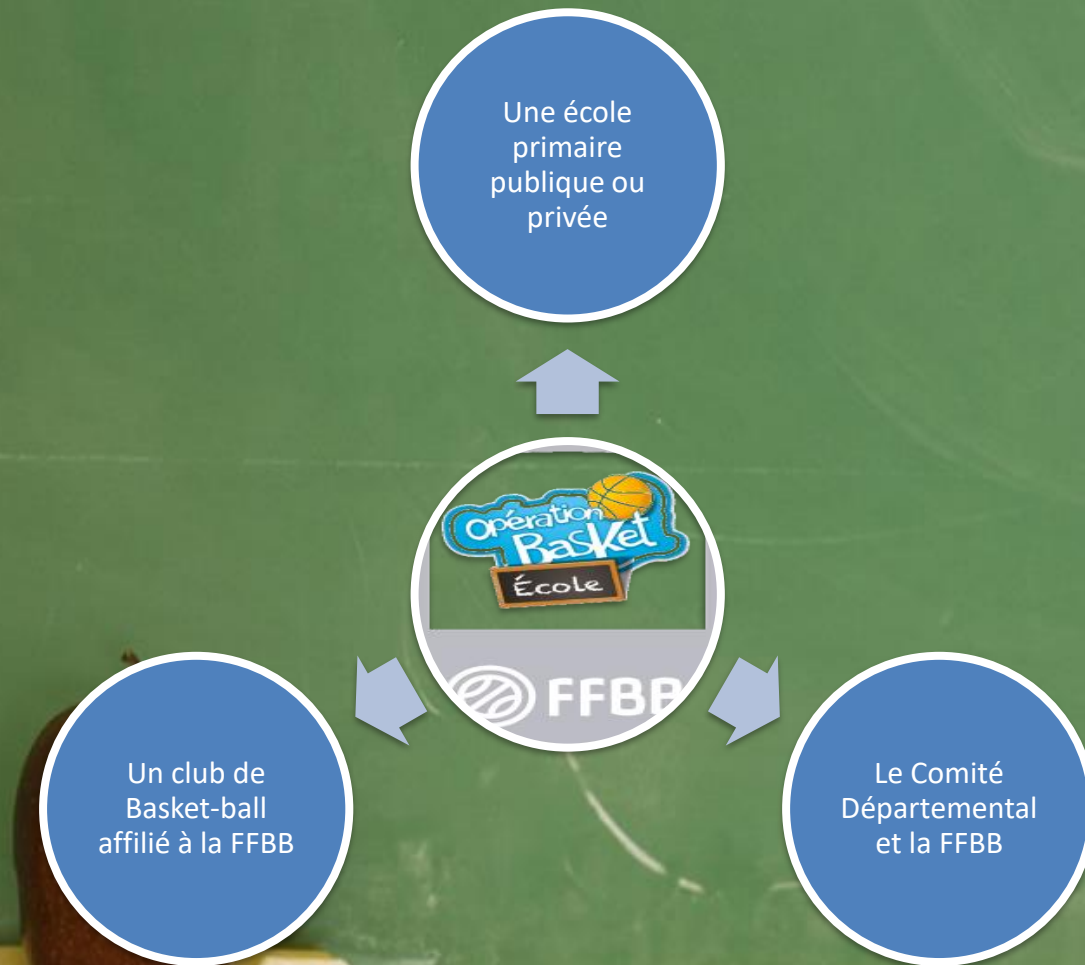 Une école
primaire
publique ou
privée
Opération
Basket
École
FFBB
Un club de
Basket-ball
affilié à la FFBB
Le Comité
Départemental
et la FFBB